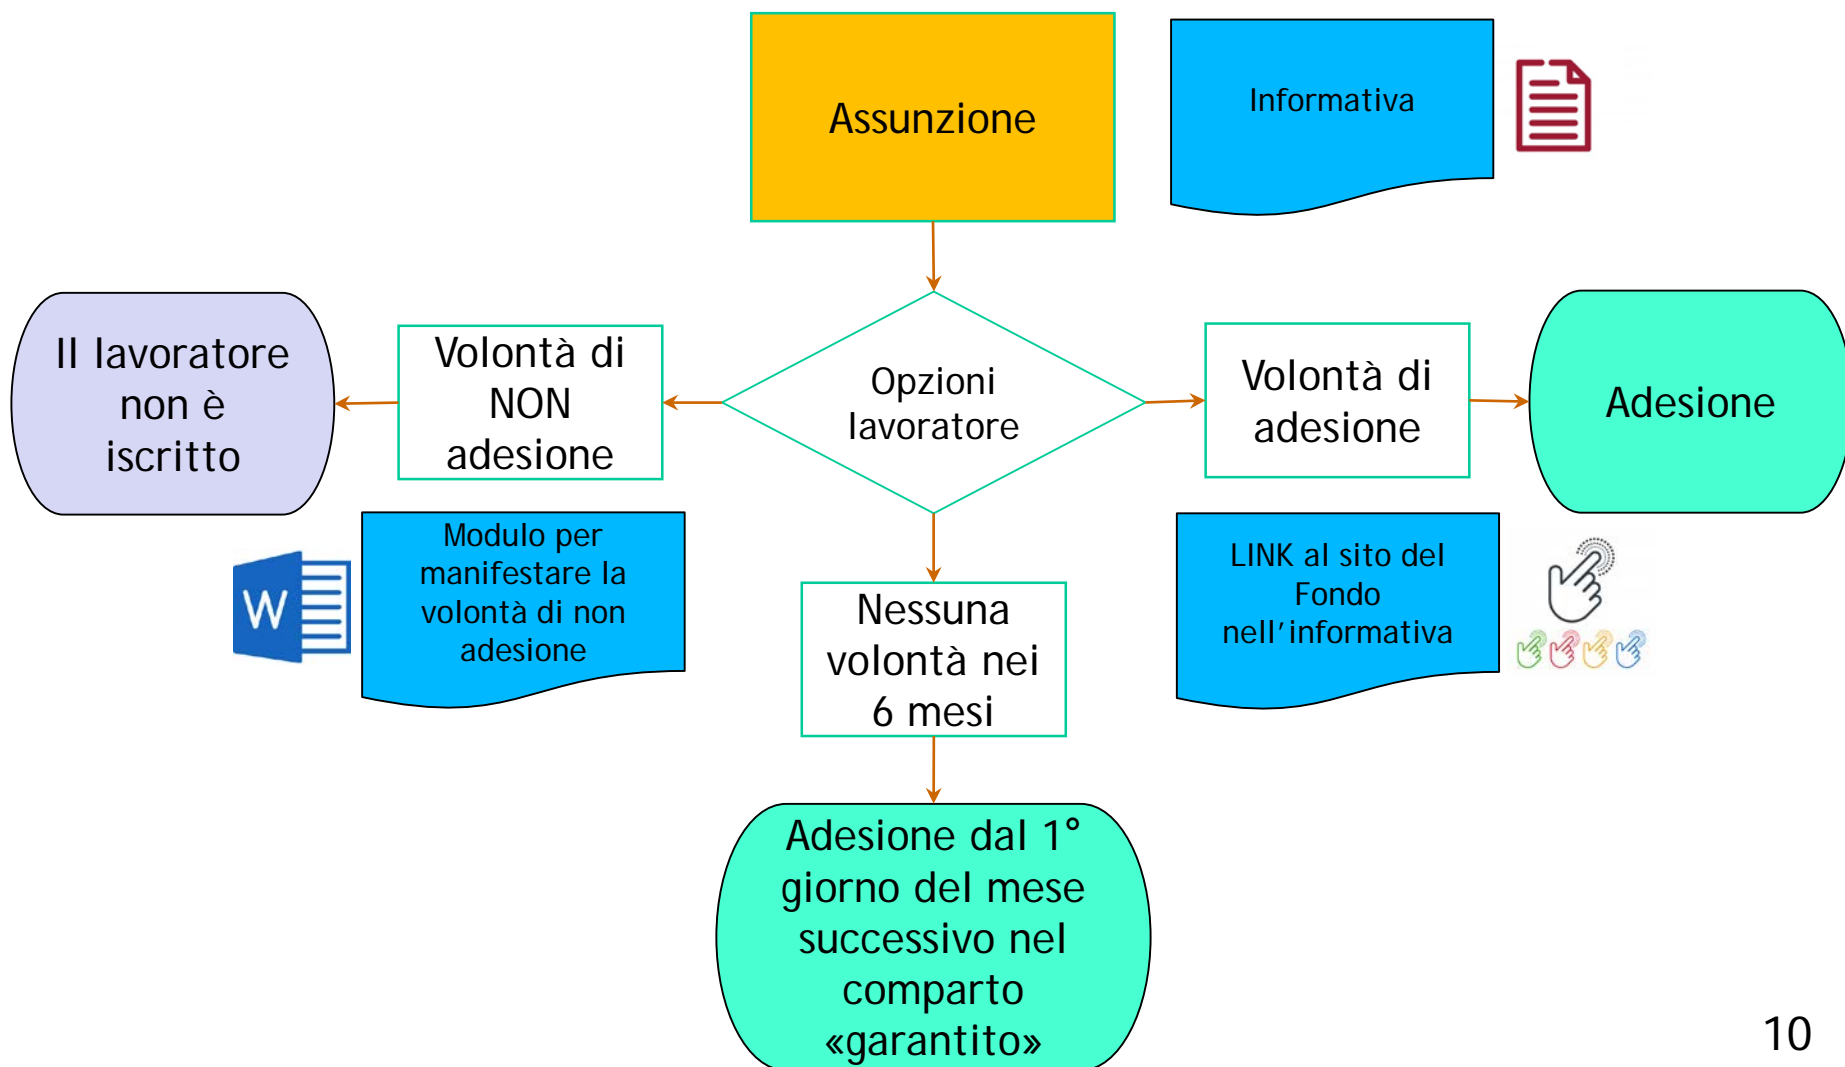 Assunzione
Informativa
Il lavoratore
non è
iscritto
Volontà di
NON
adesione
Opzioni
lavoratore
Volontà di
adesione
Adesione
Modulo per
manifestare la
volontà di non
adesione
W
Nessuna
volontà nei
6 mesi
LINK al sito del
Fondo
nell’informativa
Adesione dal 1°
giorno del mese
successivo nel
comparto
«garantito»
10